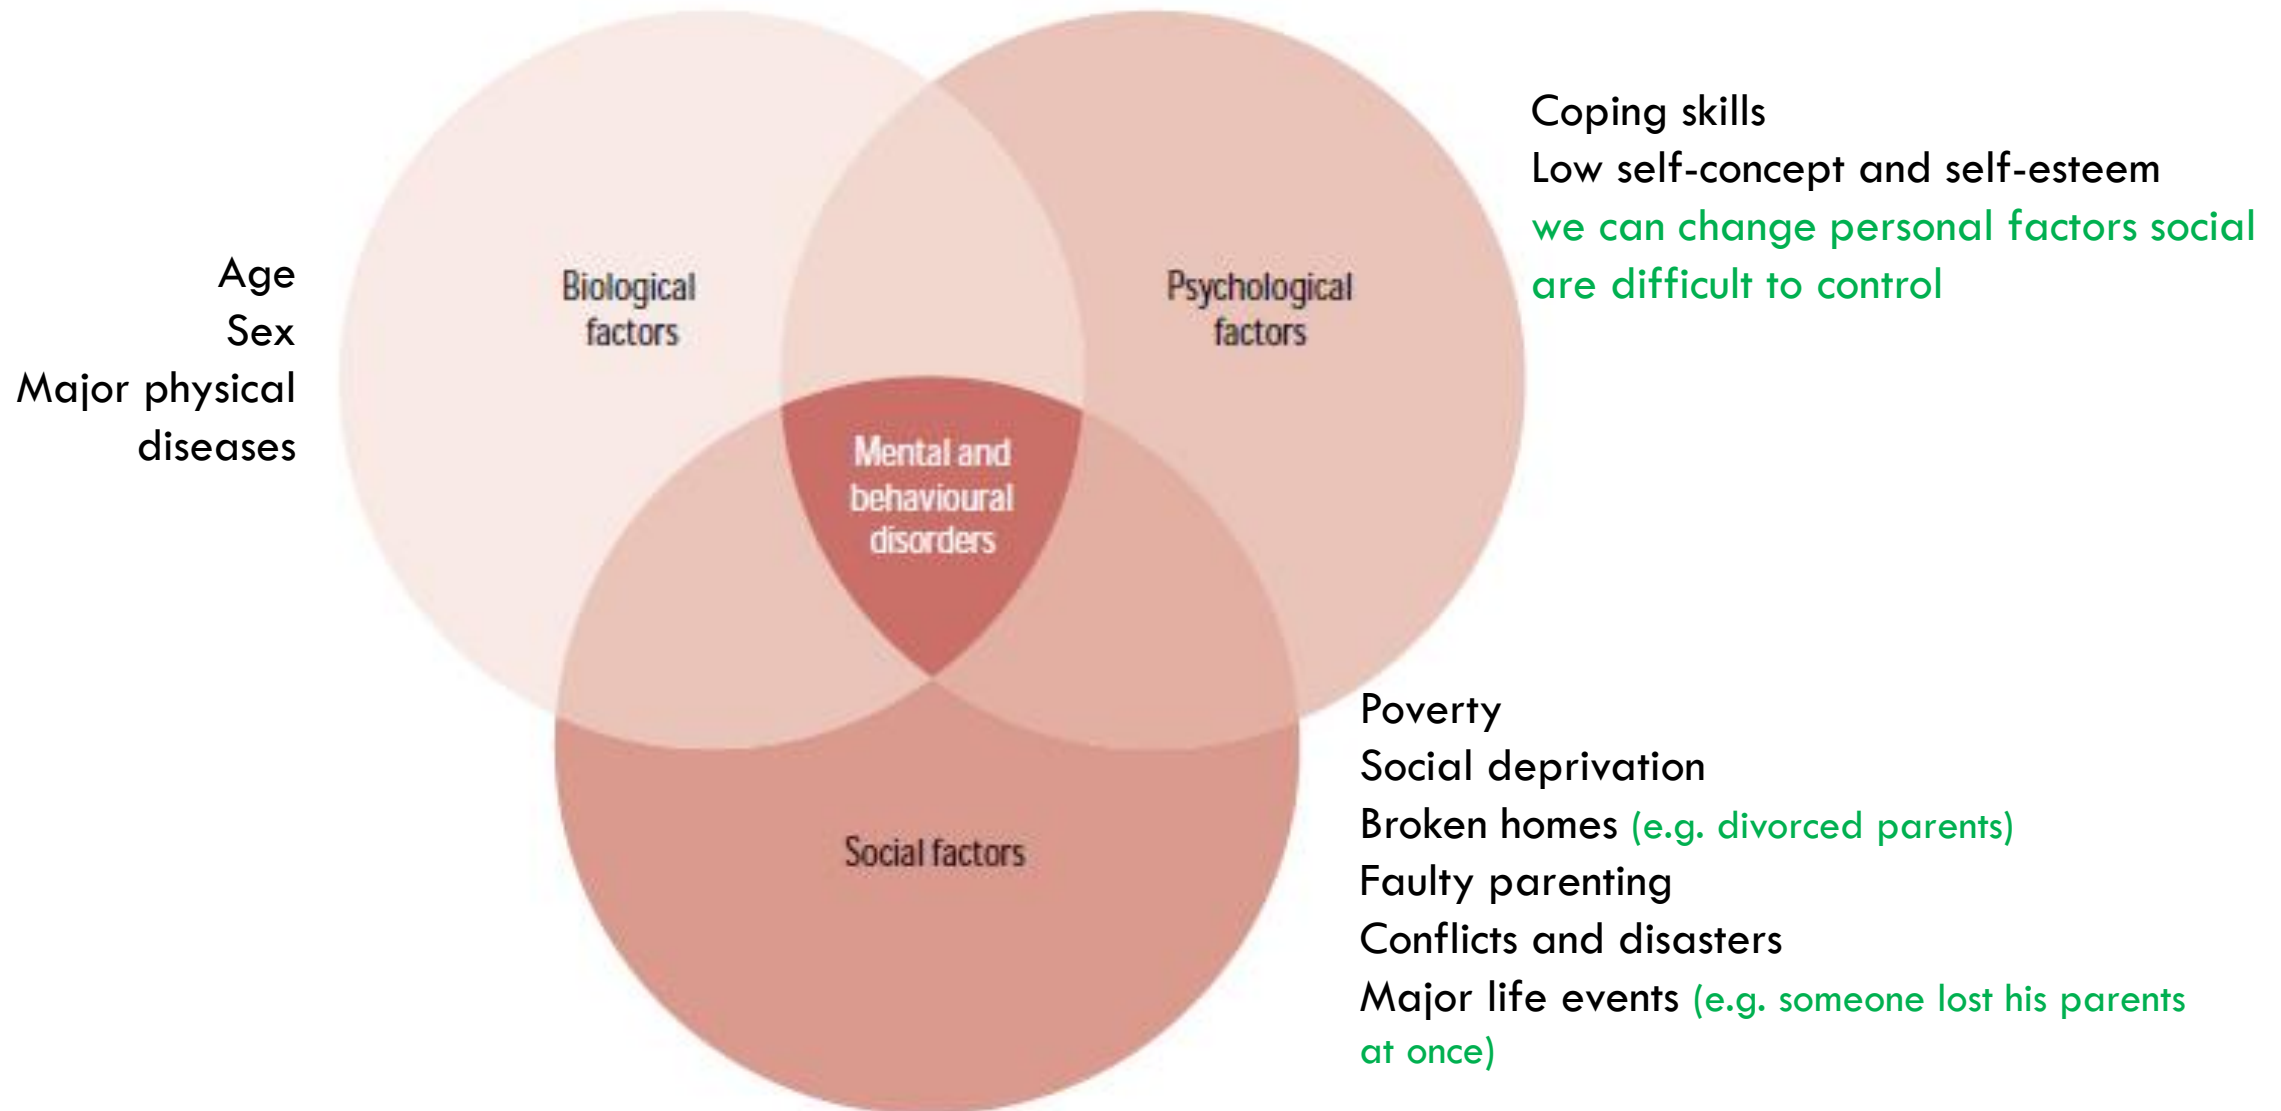 Age
Sex
Major physical
diseases
Biological
factors
Psychological
factors
Coping skills
Low self-concept and self-esteem
we can change personal factors social
are difficult to control
Mental and
behavioural
disorders
Social factors
Poverty
Social deprivation
Broken homes (e.g. divorced parents)
Faulty parenting
Conflicts and disasters
Major life events (e.g. someone lost his parents
at once)